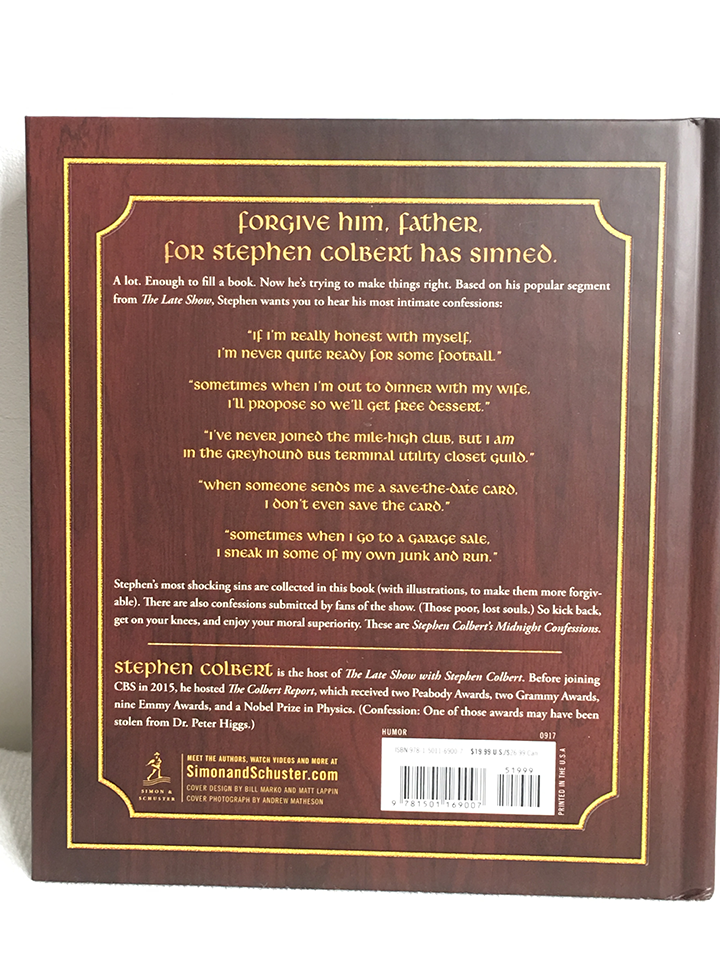 Forgive him, Father,
for Stephen Colbert has sinned.
A lot. Enough to fill a book. Now he's trying to make things right. Based on his popular segment
from The Late Show, Stephen wants you to hear his most intimate confessions:
"If I'm really honest with myself,
I'm never quite ready for some football."
"Sometimes when I'm out to dinner with my wife,
I'll propose so we'll get free dessert."
"I've never joined the mile-high club, but I am
in the Greyhound bus terminal utility closet guild."
"When someone sends me a save-the-date card,
I don't even save the card."
"Sometimes when I go to a garage sale,
I sneak in some of my own junk and run."
Stephen's most shocking sins are collected in this book (with illustrations, to make them more forgiv-
able). There are also confessions submitted by fans of the show. (Those poor, lost souls.) So kick back,
get on your knees, and enjoy your moral superiority. These are Stephen Colbert's Midnight Confessions.
Stephen Colbert is the host of The Late Show with Stephen Colbert. Before joining
CBS in 2015, he hosted The Colbert Report, which received two Peabody Awards, two Grammy Awards,
nine Emmy Awards, and a Nobel Prize in Physics. (Confession: One of those awards may have been
stolen from Dr. Peter Higgs.)
SIMON &
SCHUSTER
MEET THE AUTHORS, WATCH VIDEOS AND MORE AT
SimonandSchuster.com
COVER DESIGN BY BILL MARKO AND MATT LAPPIN
COVER PHOTOGRAPH BY ANDREW MATHESON
HUMOR 0917
ISBN 978-1-5011-6900-7 $19.99 U.S./$26.99 Can.
51999
9 781501 169007
PRINTED IN THE U.S.A